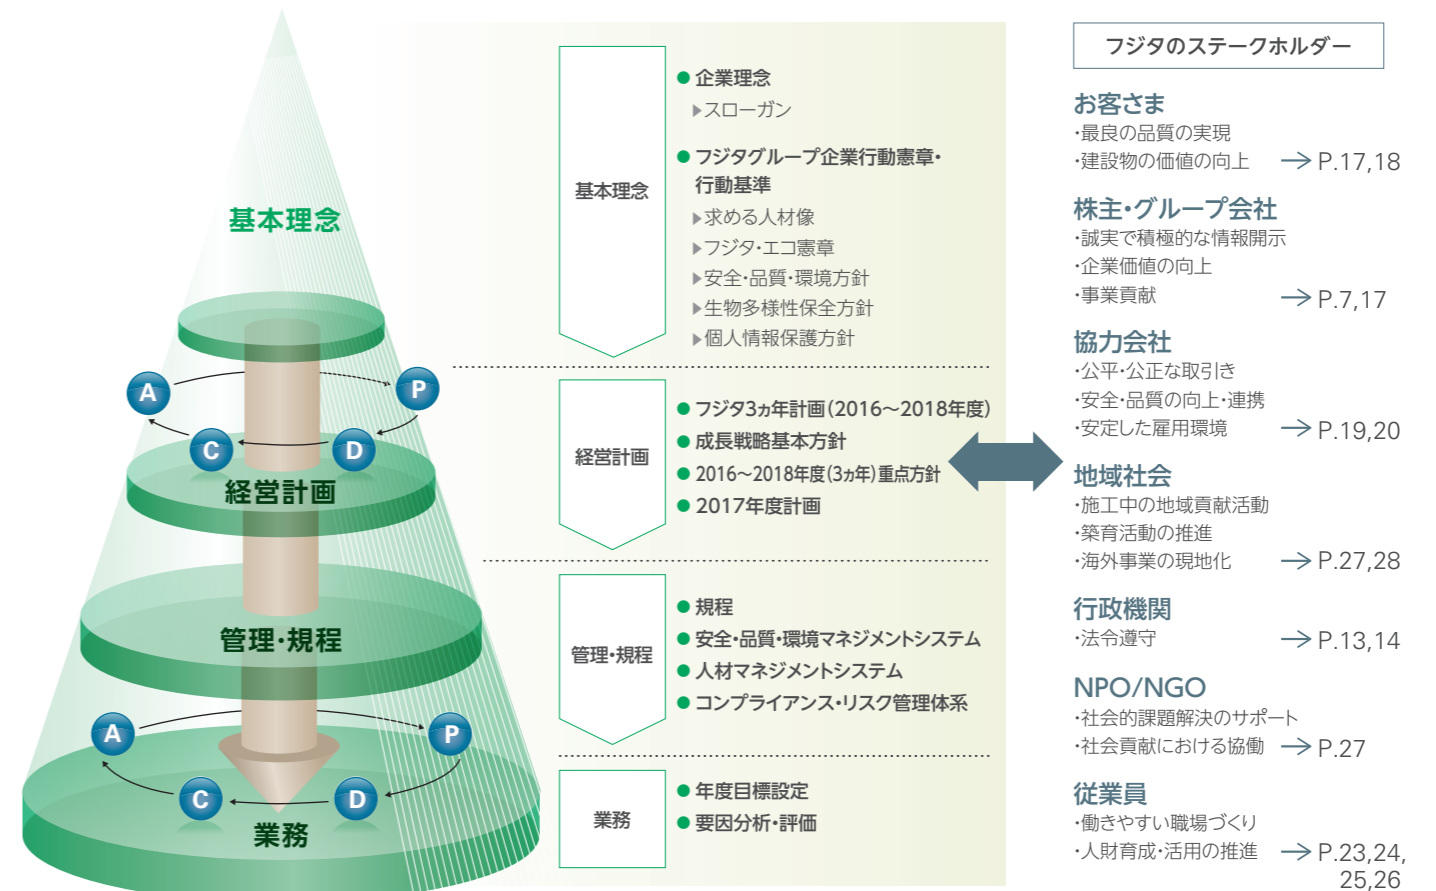 基本理念
A
P
C
D
経営計画
管理・規程
A
P
C
D
業務
基本理念
●企業理念
▶スローガン
●フジタグループ企業行動憲章・
行動基準
▶求める人材像
▶フジタ・エコ憲章
▶安全・品質・環境方針
▶生物多様性保全方針
▶個人情報保護方針
経営計画
●フジタ3ヵ年計画(2016〜2018年度)
●成長戦略基本方針
●2016〜2018年度(3ヵ年)重点方針
●2017年度計画
管理・規程
●規程
●安全・品質・環境マネジメントシステム
●人材マネジメントシステム
●コンプライアンス・リスク管理体系
業務
●年度目標設定
●要因分析・評価
フジタのステークホルダー
お客さま
・最良の品質の実現
・建設物の価値の向上 → P.17,18
株主・グループ会社
・誠実で積極的な情報開示
・企業価値の向上
・事業貢献 → P.7,17
協力会社
・公平・公正な取引き
・安全・品質の向上・連携
・安定した雇用環境 → P.19,20
地域社会
・施工中の地域貢献活動
・築育活動の推進
・海外事業の現地化 → P.27,28
行政機関
・法令遵守 → P.13,14
NPO/NGO
・社会的課題解決のサポート
・社会貢献における協働 → P.27
従業員
・働きやすい職場づくり
・人財育成・活用の推進 → P.23,24,
25,26